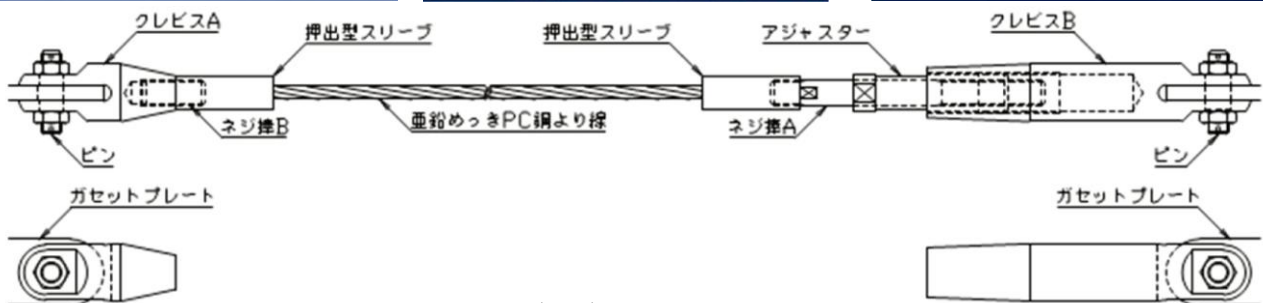 クレビスA
押出型スリーブ
押出型スリーブ
アジャスター
クレビスB
ネジ棒B
亜鉛めっきPC鋼より線
ネジ棒A
ピン
ピン
ガセットプレート
ガセットプレート